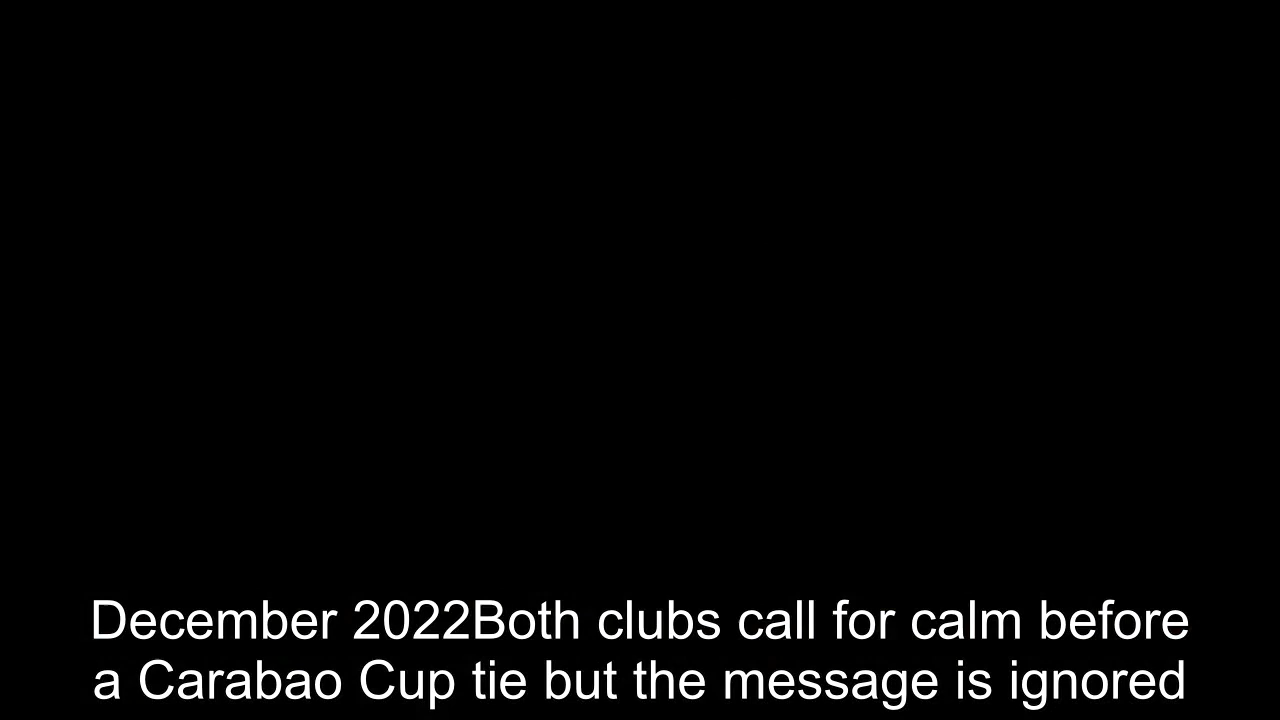 December 2022Both clubs call for calm before
a Carabao Cup tie but the message is ignored